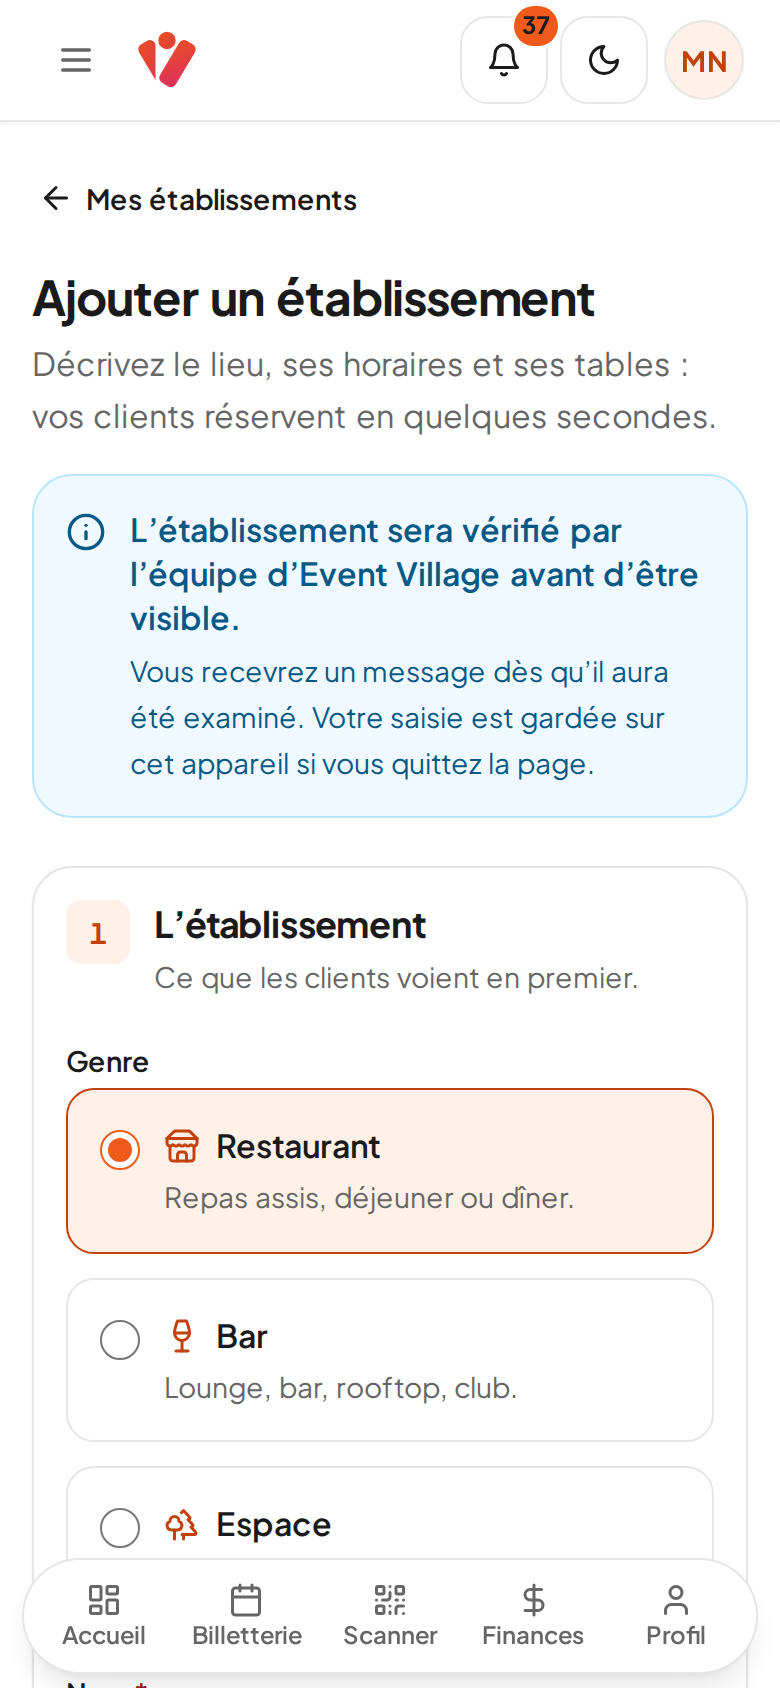 37
MN
Mes établissements
Ajouter un établissement
Décrivez le lieu, ses horaires et ses tables :
vos clients réservent en quelques secondes.
L’établissement sera vérifié par
l’équipe d’Event Village avant d’être
visible.
Vous recevrez un message dès qu’il aura
été examiné. Votre saisie est gardée sur
cet appareil si vous quittez la page.
1
L’établissement
Ce que les clients voient en premier.
Genre
Restaurant
Repas assis, déjeuner ou dîner.
Bar
Lounge, bar, rooftop, club.
Espace
Accueil
Billetterie
Scanner
Finances
Profil